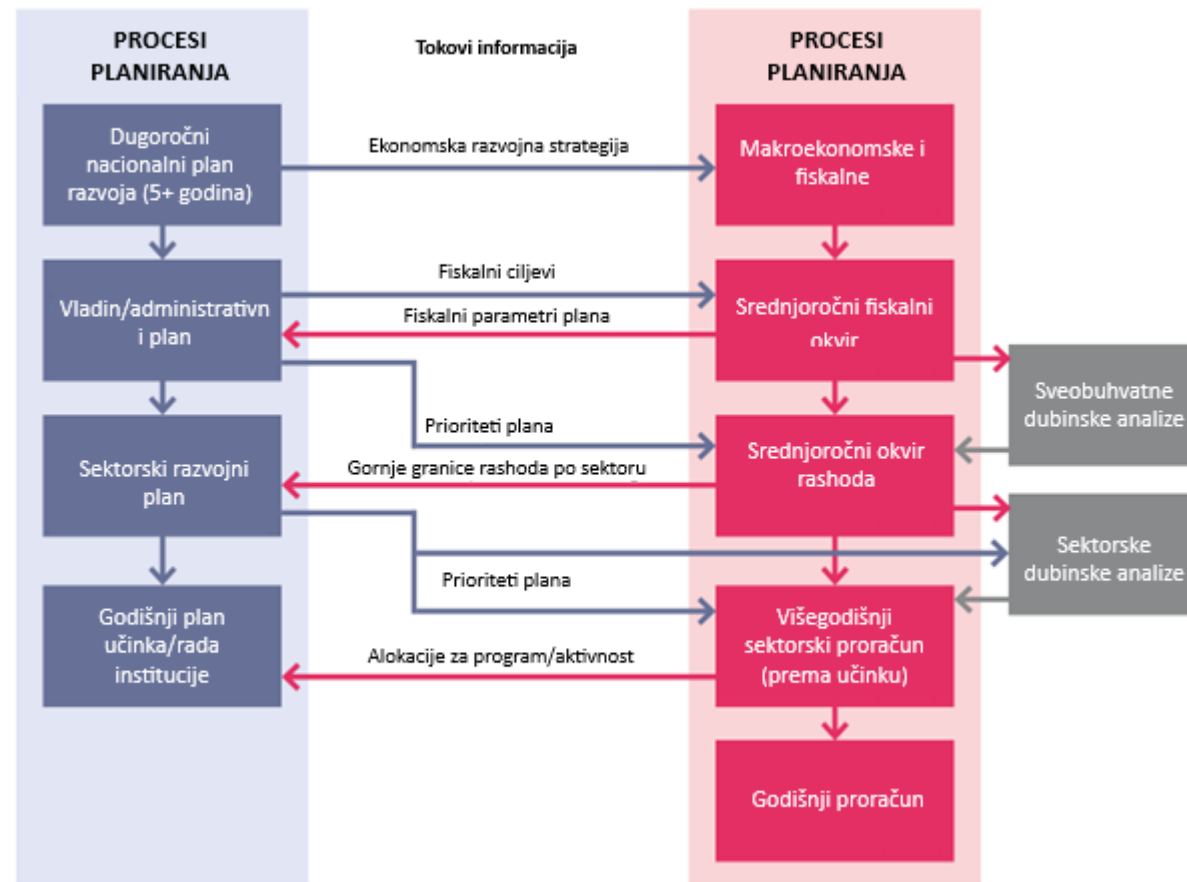 PROCESI
PLANIRANJA
Tokovi informacija
PROCESI
PLANIRANJA
Dugoročni
nacionalni plan
razvoja (5+ godina)
Ekonomska razvojna strategija
Makroekonomske i
fiskalne
Vladin/administrativn
i plan
Fiskalni ciljevi
Fiskalni parametri plana
Srednjoročni fiskalni
okvir
Sveobuhvatne
dubinske analize
Sektorski razvojni
plan
Prioriteti plana
Gornje granice rashoda po sektoru
Srednjoročni okvir
rashoda
Sektorske
dubinske analize
Godišnji plan
učinka/rada
institucije
Prioriteti plana
Alokacije za program/aktivnost
Višegodišnji
sektorski proračun
(prema učinku)
Godišnji proračun